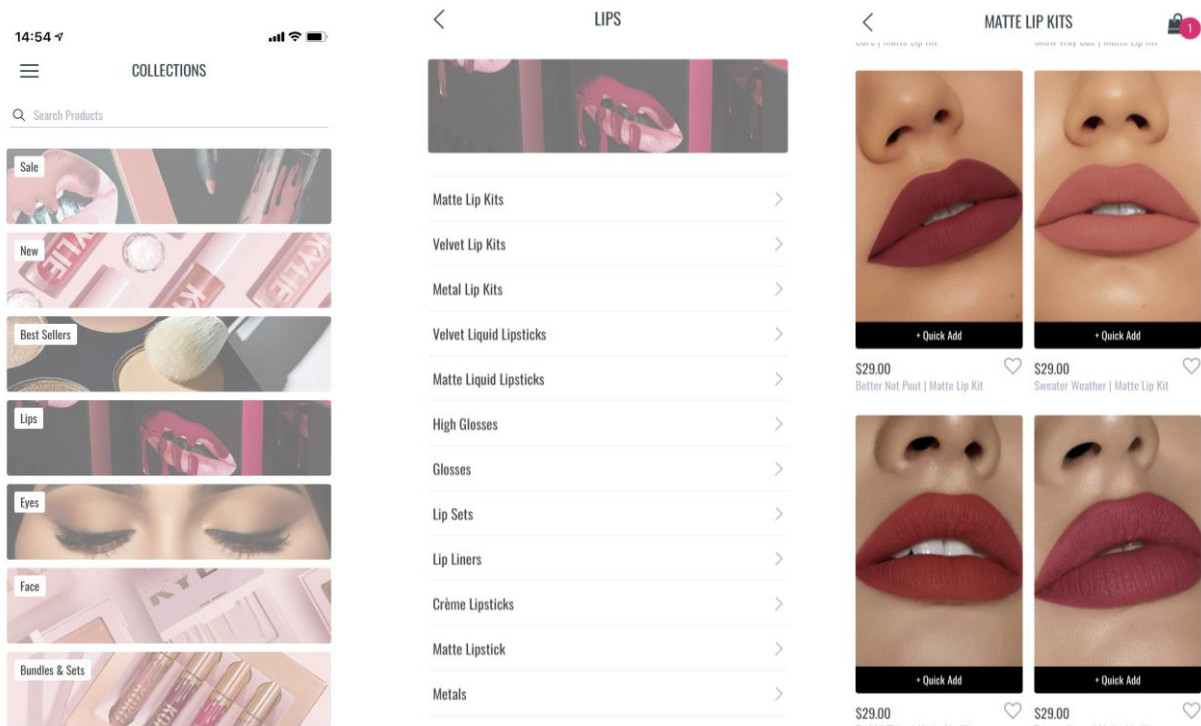 14:54
COLLECTIONS
Search Products
Sale
New
KYLIE
KYLIE
Best Sellers
Lips
Eyes
Face
Bundles & Sets
LIPS
Matte Lip Kits
Velvet Lip Kits
Metal Lip Kits
Velvet Liquid Lipsticks
Matte Liquid Lipsticks
High Glosses
Glosses
Lip Sets
Lip Liners
Crème Lipsticks
Matte Lipstick
Metals
MATTE LIP KITS
1
+ Quick Add
+ Quick Add
$29.00
$29.00
Better Not Pout | Matte Lip Kit
Sweater Weather | Matte Lip Kit
+ Quick Add
+ Quick Add
$29.00
$29.00